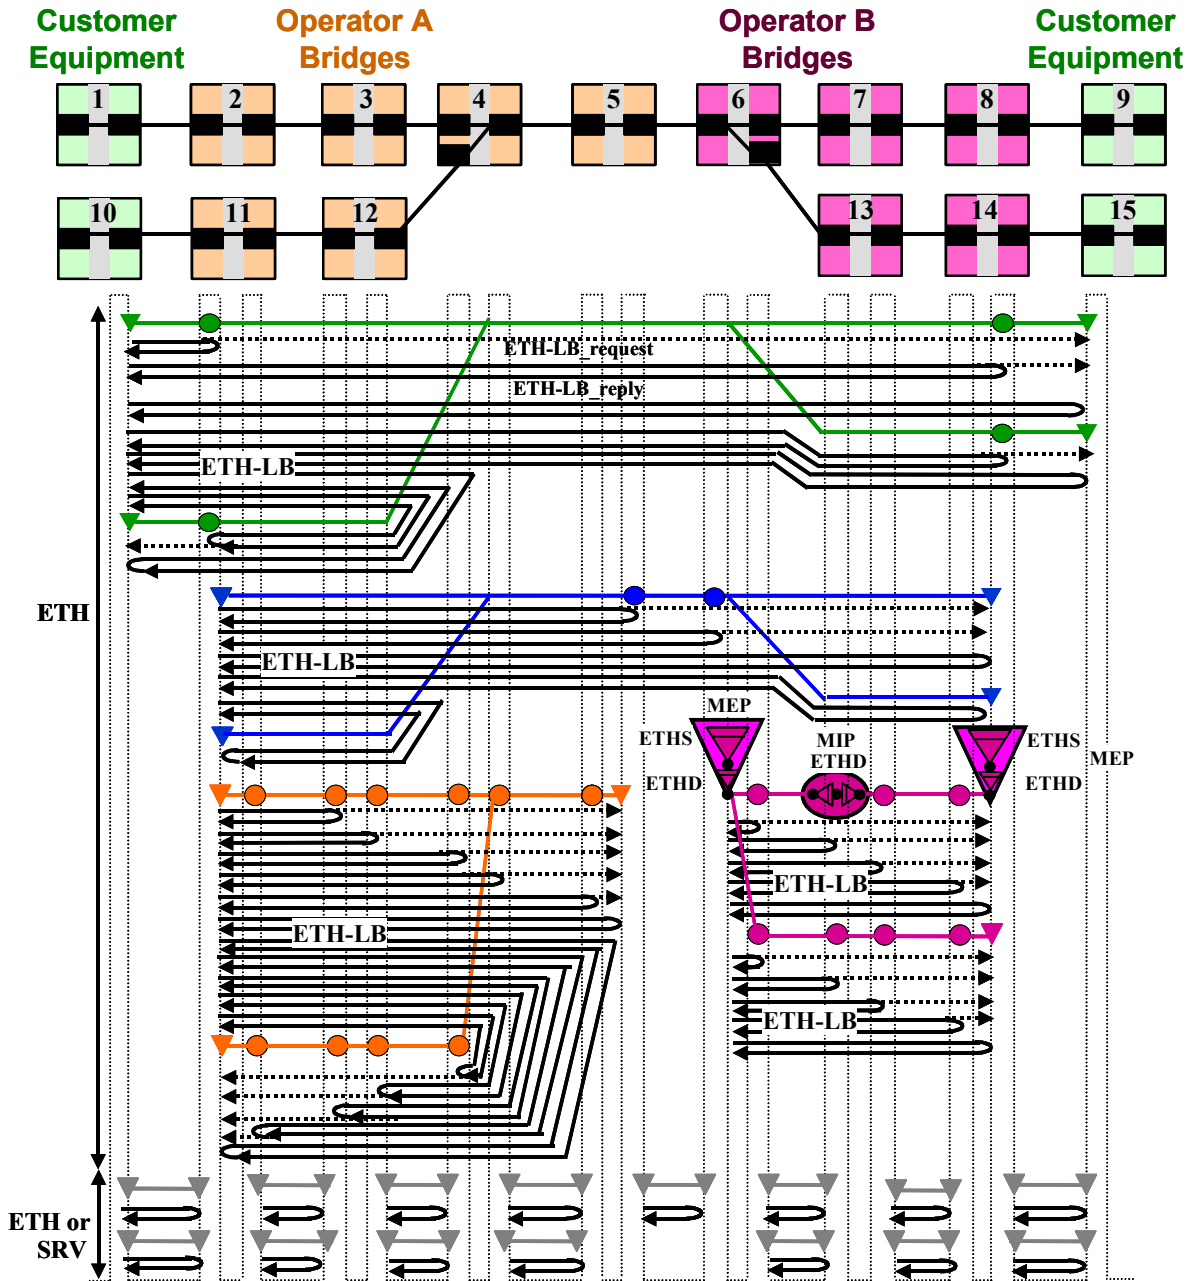 Customer Equipment
Operator A Bridges
Operator B Bridges
Customer Equipment
1
2
3
4
5
6
7
8
9
10
11
12
13
14
15
ETH-LB_request
ETH-LB_reply
ETH-LB
ETH
ETH-LB
MEP
ETHS
MIP
ETHS
ETHD
MEP
ETHD
ETHD
ETH-LB
ETH-LB
ETH-LB
ETH or
SRV